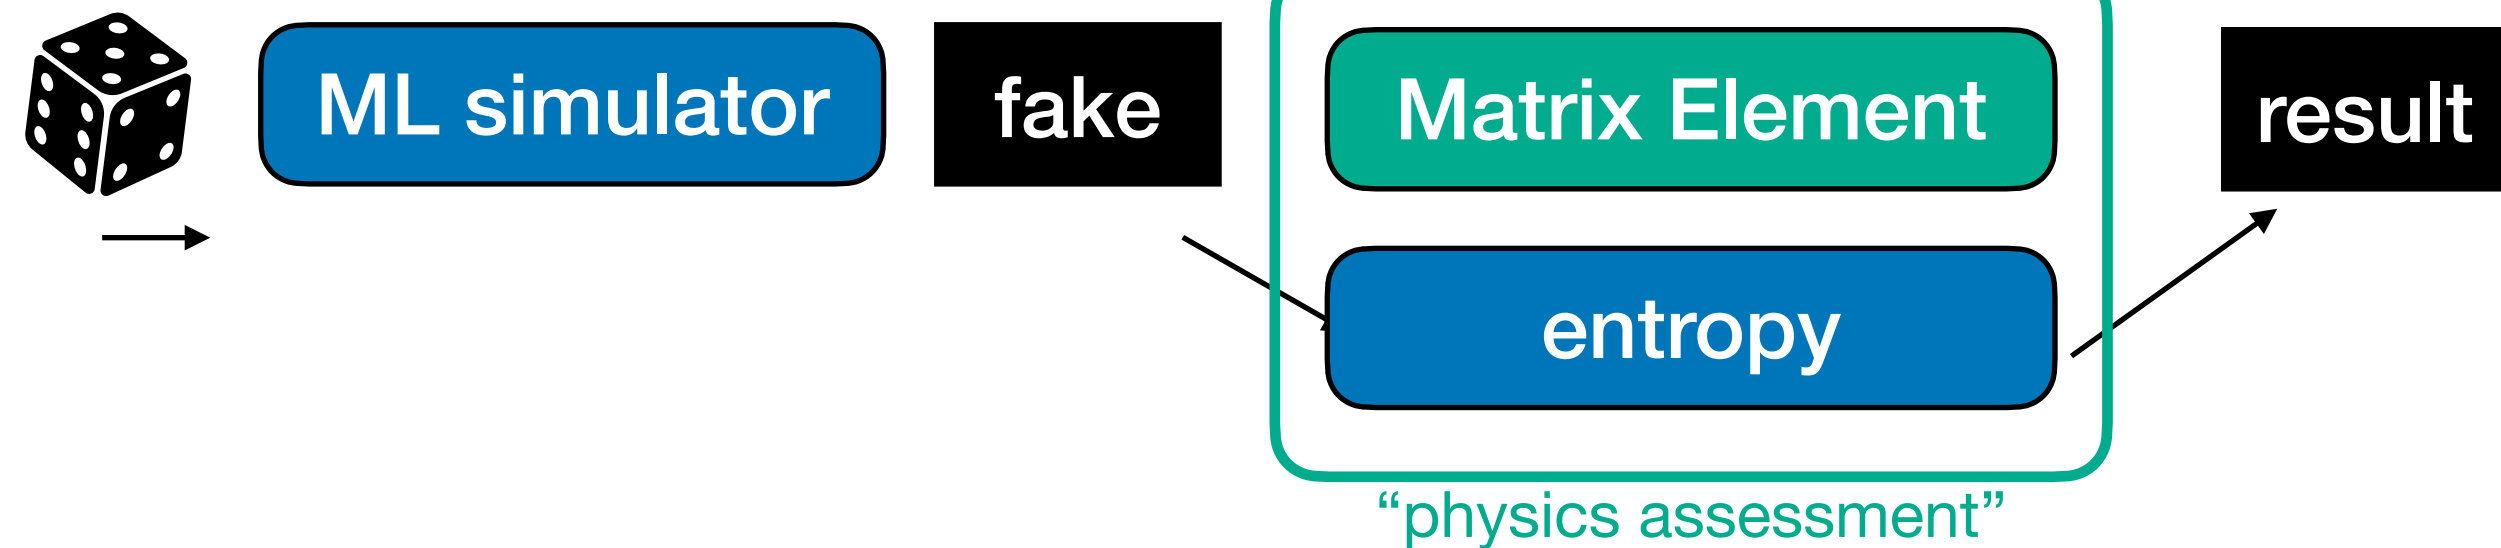 ML simulator
fake
Matrix Element
result
entropy
“physics assessment”